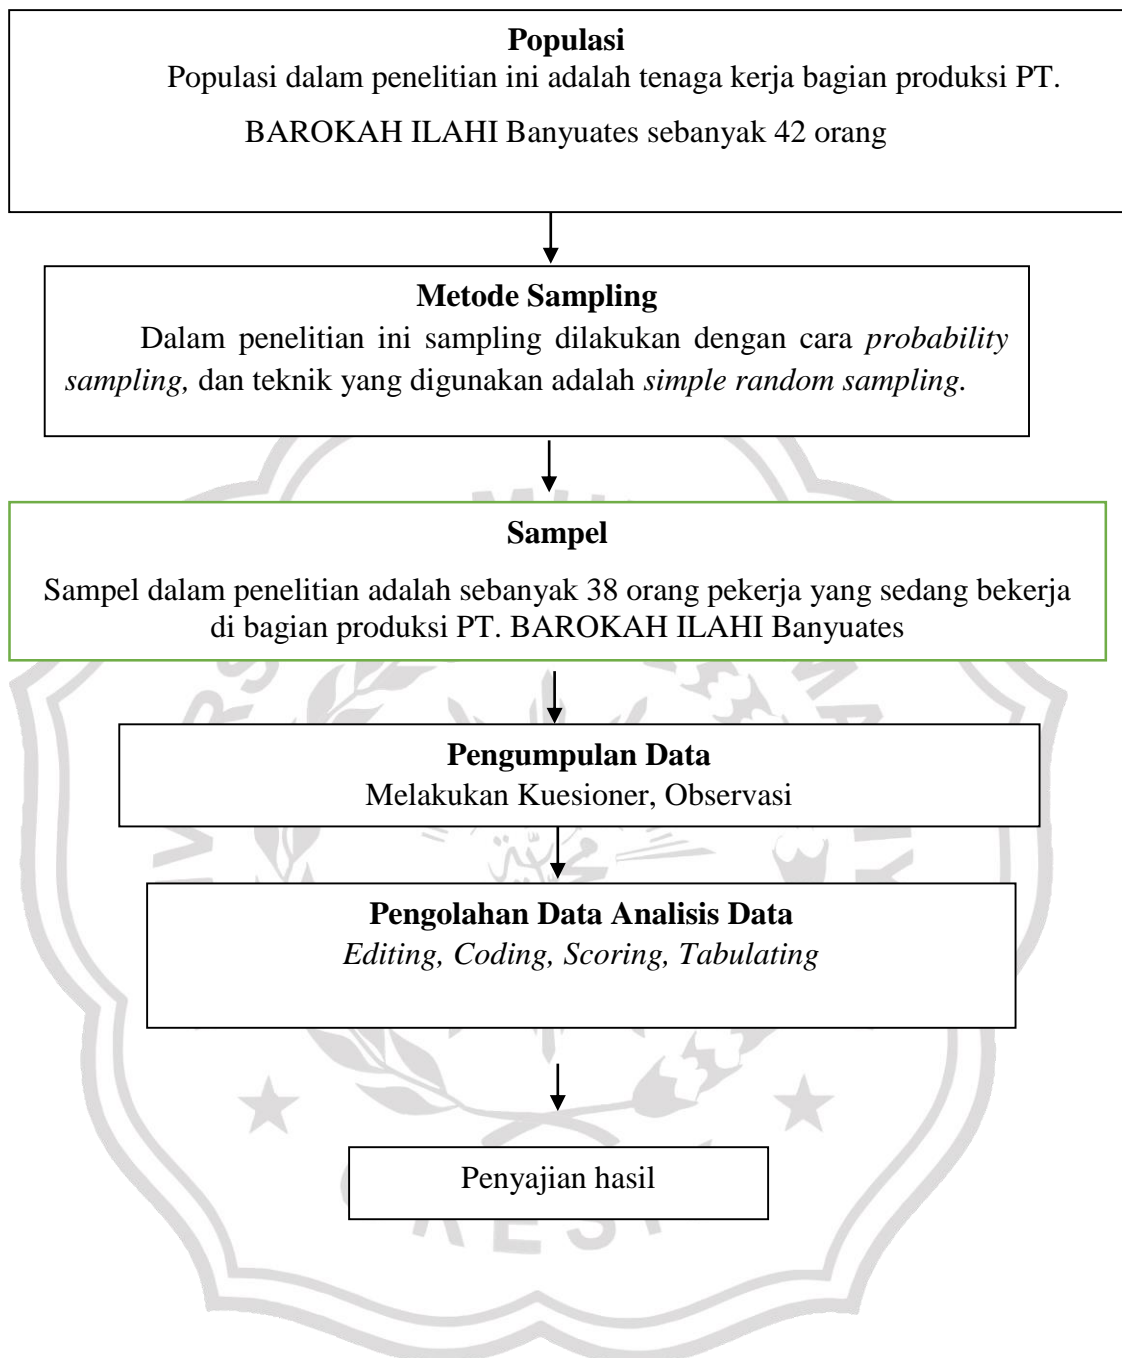 Populasi
Populasi dalam penelitian ini adalah tenaga kerja bagian produksi PT.
BAROKAH ILAHI Banyuates sebanyak 42 orang
Metode Sampling
Dalam penelitian ini sampling dilakukan dengan cara probability
sampling, dan teknik yang digunakan adalah simple random sampling.
Sampel
Sampel dalam penelitian adalah sebanyak 38 orang pekerja yang sedang bekerja
di bagian produksi PT. BAROKAH ILAHI Banyuates
Pengumpulan Data
Melakukan Kuesioner, Observasi
Pengolahan Data Analisis Data
Editing, Coding, Scoring, Tabulating
Penyajian hasil